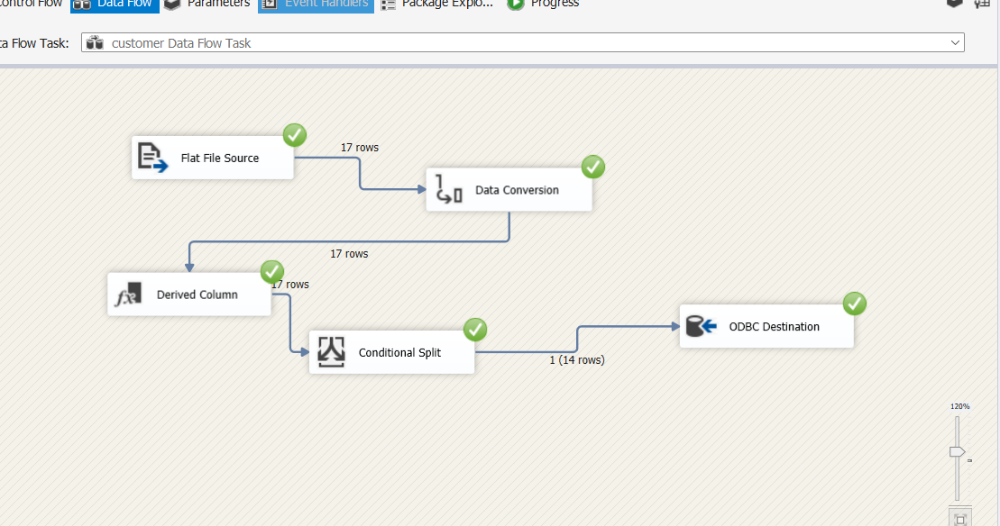 ontrol Flow Data Flow Parameters Event Handlers Package Explo... Progress
ta Flow Task: customer Data Flow Task
Flat File Source
17 rows
Data Conversion
17 rows
Derived Column
17 rows
Conditional Split
1 (14 rows)
ODBC Destination
120%